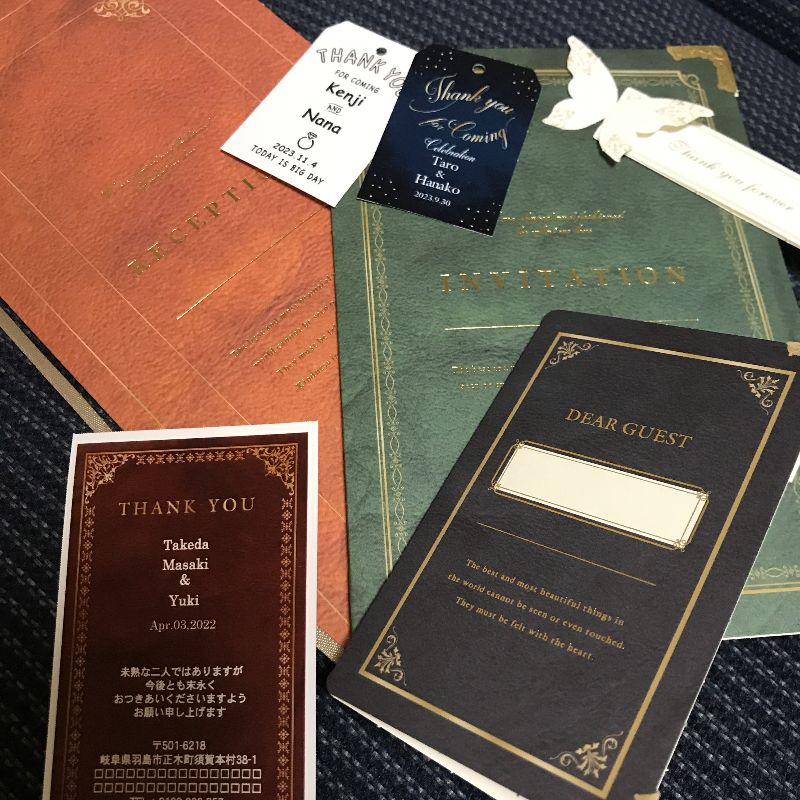 THANK YOU
FOR COMING
Kenji
AND
Nana
2023.11.4
TODAY IS BIG DAY
Thank you
for Coming
Celebration
Taro
&
Hanako
2023.9.30
Thank you forever
RECEPTI
INVITATION
DEAR GUEST
The best and most beautiful things in
the world cannot be seen or even touched.
They must be felt with the heart.
THANK YOU
Takeda
Masaki
&
Yuki
Apr.03,2022
未熟な二人ではありますが
今後とも末永く
おつきあいくださいますよう
お願い申し上げます
〒501-6218
岐阜県羽島市正木町須賀本村38-1
□□□□□□□□□□□□□
□□□□□□□□□□□□□